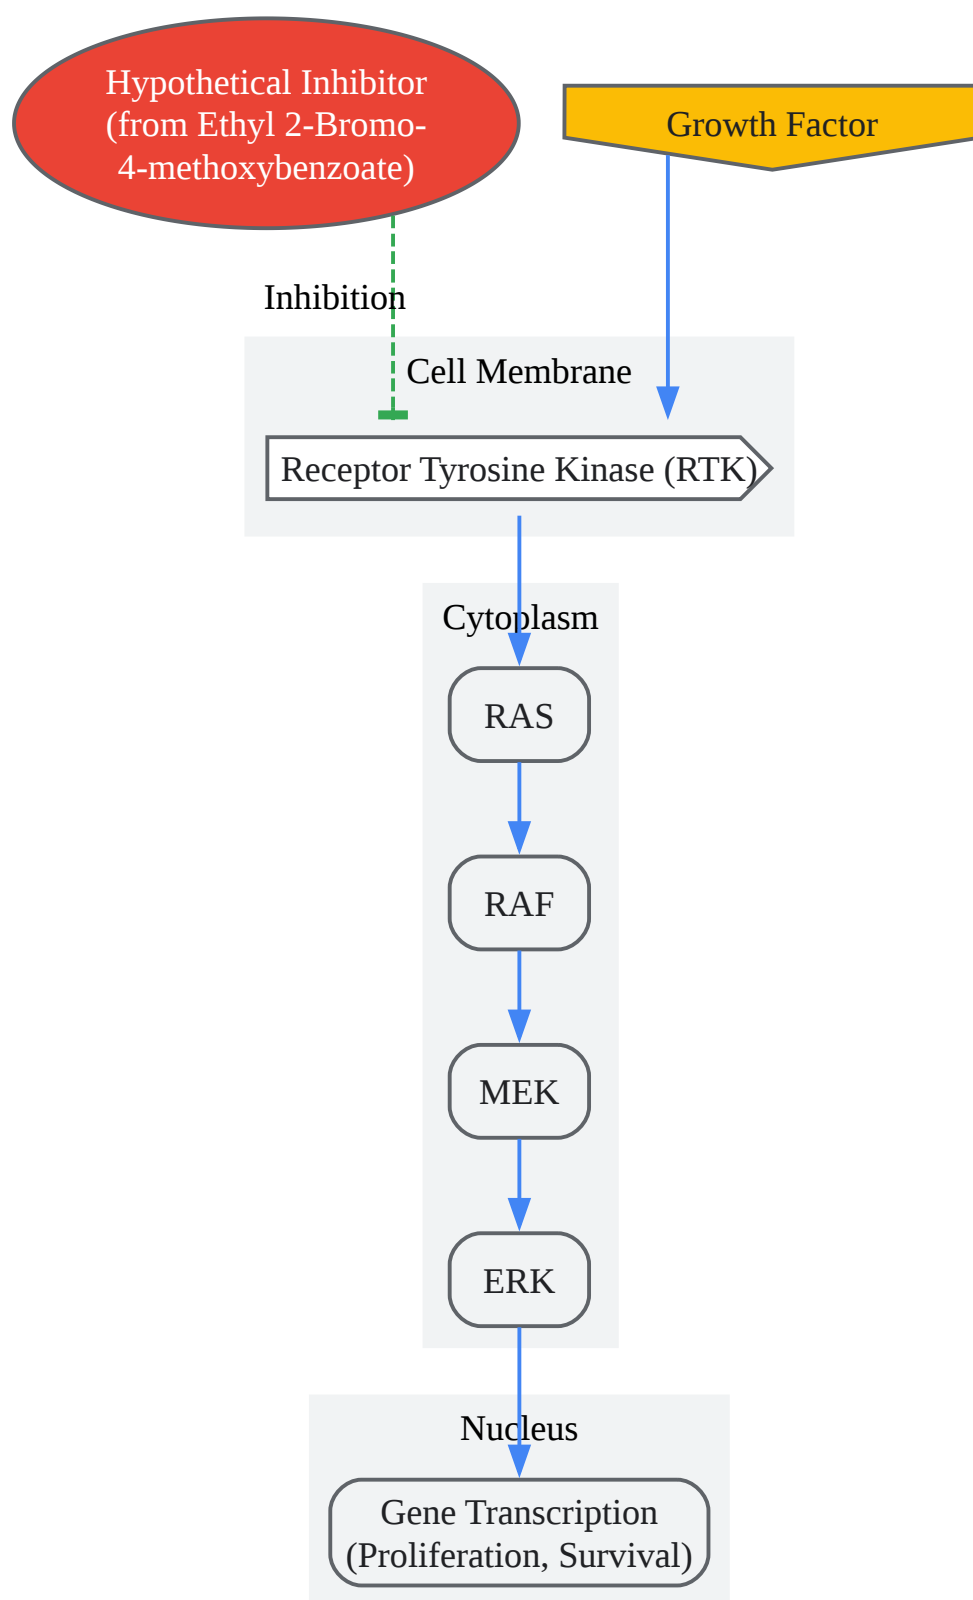 Hypothetical Inhibitor
(from Ethyl 2-Bromo-
4-methoxybenzoate)
Growth Factor
Inhibition
Cell Membrane
Receptor Tyrosine Kinase (RTK)
Cytoplasm
RAS
RAF
MEK
ERK
Nucleus
Gene Transcription
(Proliferation, Survival)